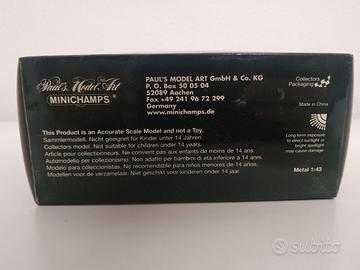 Paul's Model Art
MINICHAMPS
PAUL'S MODEL ART GmbH & Co. KG
P. O. Box 50 05 04
52089 Aachen
Fax +49 241 96 72 299
Germany
www.minichamps.de
Collectors
Packaging
Made in China
This Product is an Accurate Scale Model and not a Toy.
Sammlermodell. Nicht geeignet für Kinder unter 14 Jahren.
Collectors model. Not suitable for children under 14 years.
Article pour collectionneurs. Ne convient pas aux enfants de moins de 14 ans.
Automodello per collezionismo. Non adatto per bambini di età inferiore a 14 anni.
Modelo para coleccionistas. No recomendable para niños menores de 14 años.
Modellen voor de verzamelaar. Niet geschikt voor kinderen onder 14 jaar.
Long term exposure
to direct sunlight or
bright spotlight
may cause damage
Metal 1:43
subito